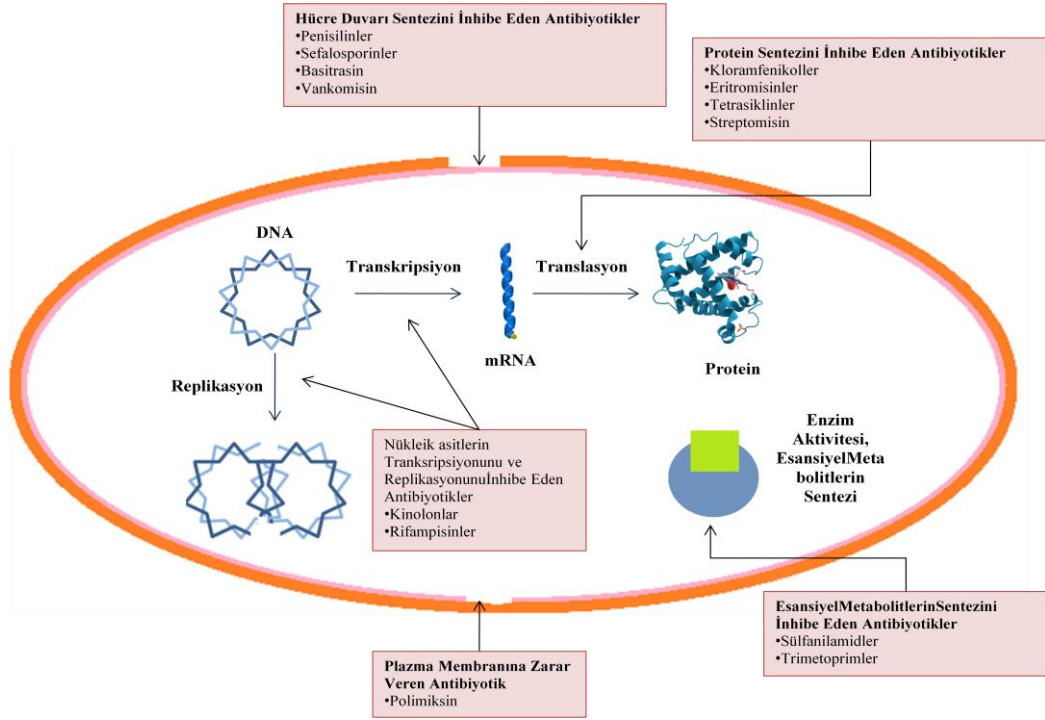 Hücre Duvarı Sentezini İnhibe Eden Antibiyotikler
•Penisilinler
•Sefalosporinler
•Basitrasin
•Vankomisin
Protein Sentezini İnhibe Eden Antibiyotikler
•Kloramfenikoller
•Eritromisinler
•Tetrasiklinler
•Streptomisin
DNA
Transkripsiyon
Translasyon
mRNA
Protein
Replikasyon
Nükleik asitlerin
Tranksripsiyonunu ve
Replikasyonunuİnhibe Eden
Antibiyotikler
•Kinolonlar
•Rifampisinler
Enzim
Aktivitesi,
EsansiyelMeta
bolitlerin
Sentezi
Plazma Membranına Zarar
Veren Antibiyotik
•Polimiksin
EsansiyelMetabolitlerinSentezini
İnhibe Eden Antibiyotikler
•Sülfanilamidler
•Trimetoprimler